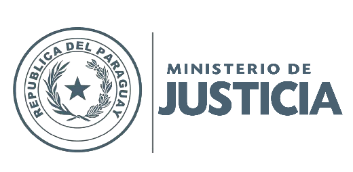 REPUBLICA DEL PARAGUAY
MINISTERIO DE
JUSTICIA